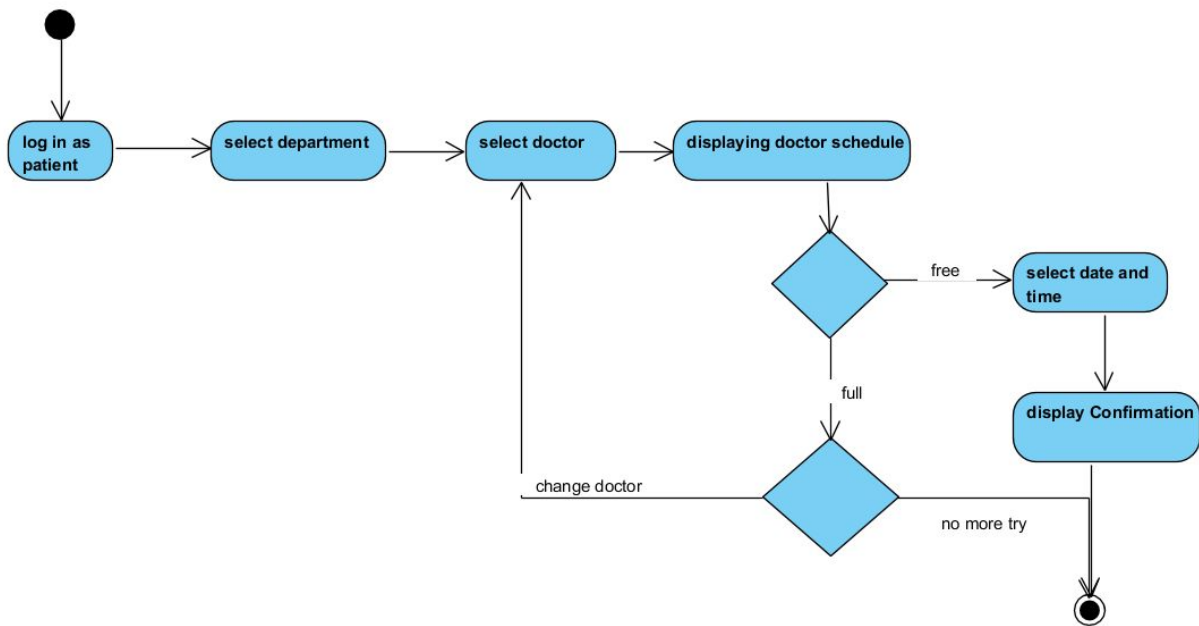 log in as
patient
select department
select doctor
displaying doctor schedule
free
select date and
time
full
display Confirmation
change doctor
no more try